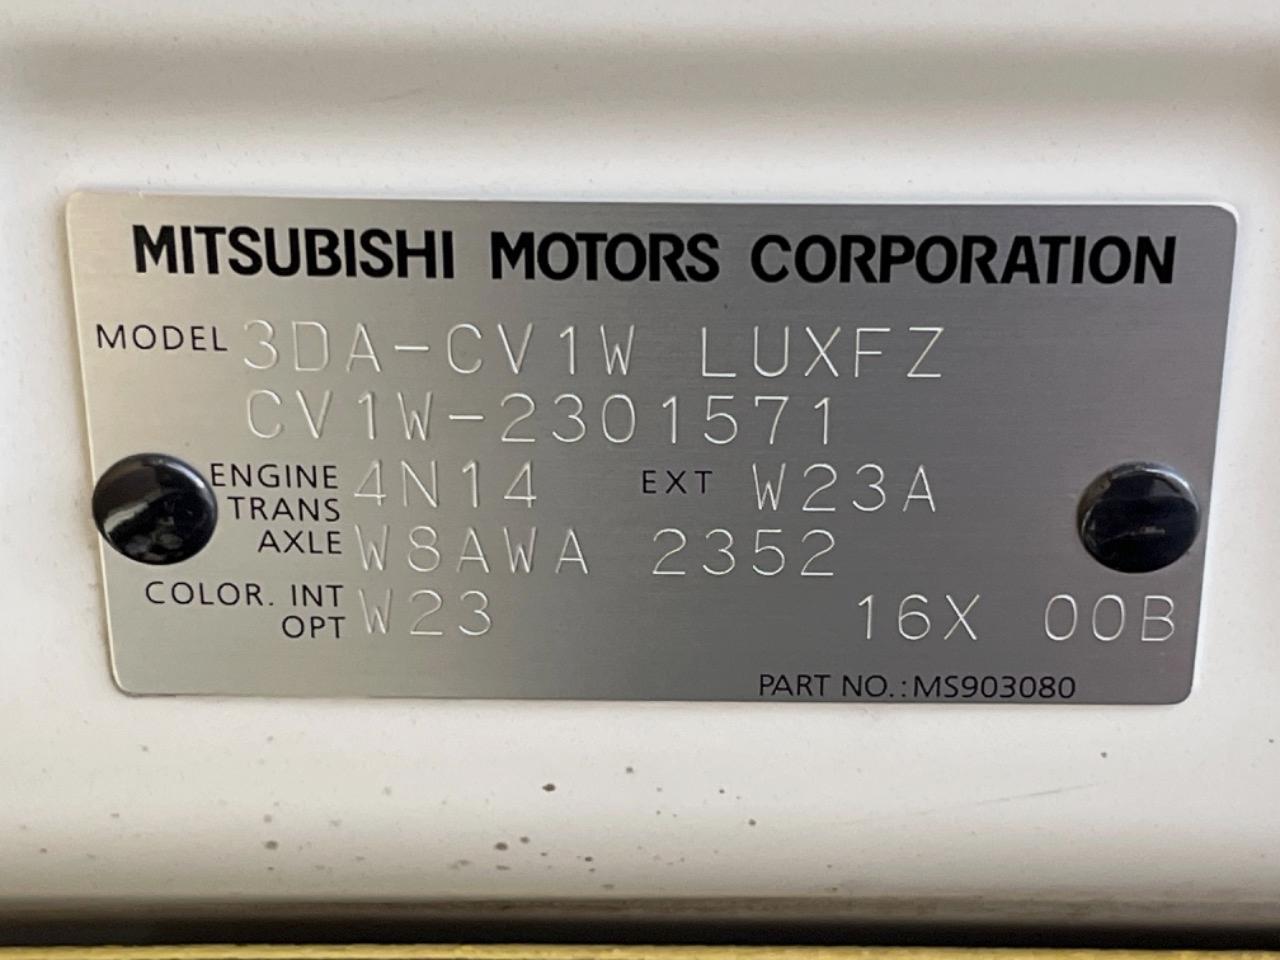 MITSUBISHI MOTORS CORPORATION
MODEL 3DA-CV1W LUXFZ
CV1W-2301571
ENGINE 4N14 EXT W23A
TRANS
AXLE W8AWA 2352
COLOR. INT W23 16X 00B
OPT
PART NO.:MS903080